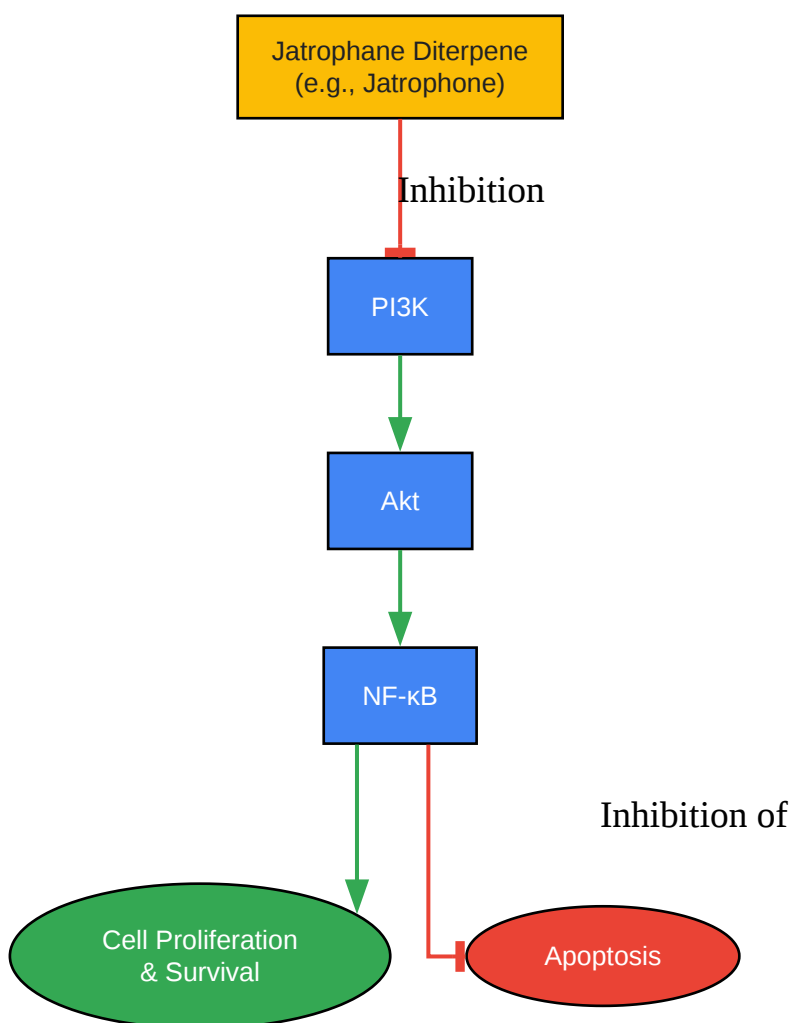 Jatrophane Diterpene
(e.g., Jatrophone)
Inhibition
PI3K
Akt
NF-κB
Inhibition of
Cell Proliferation
& Survival
Apoptosis